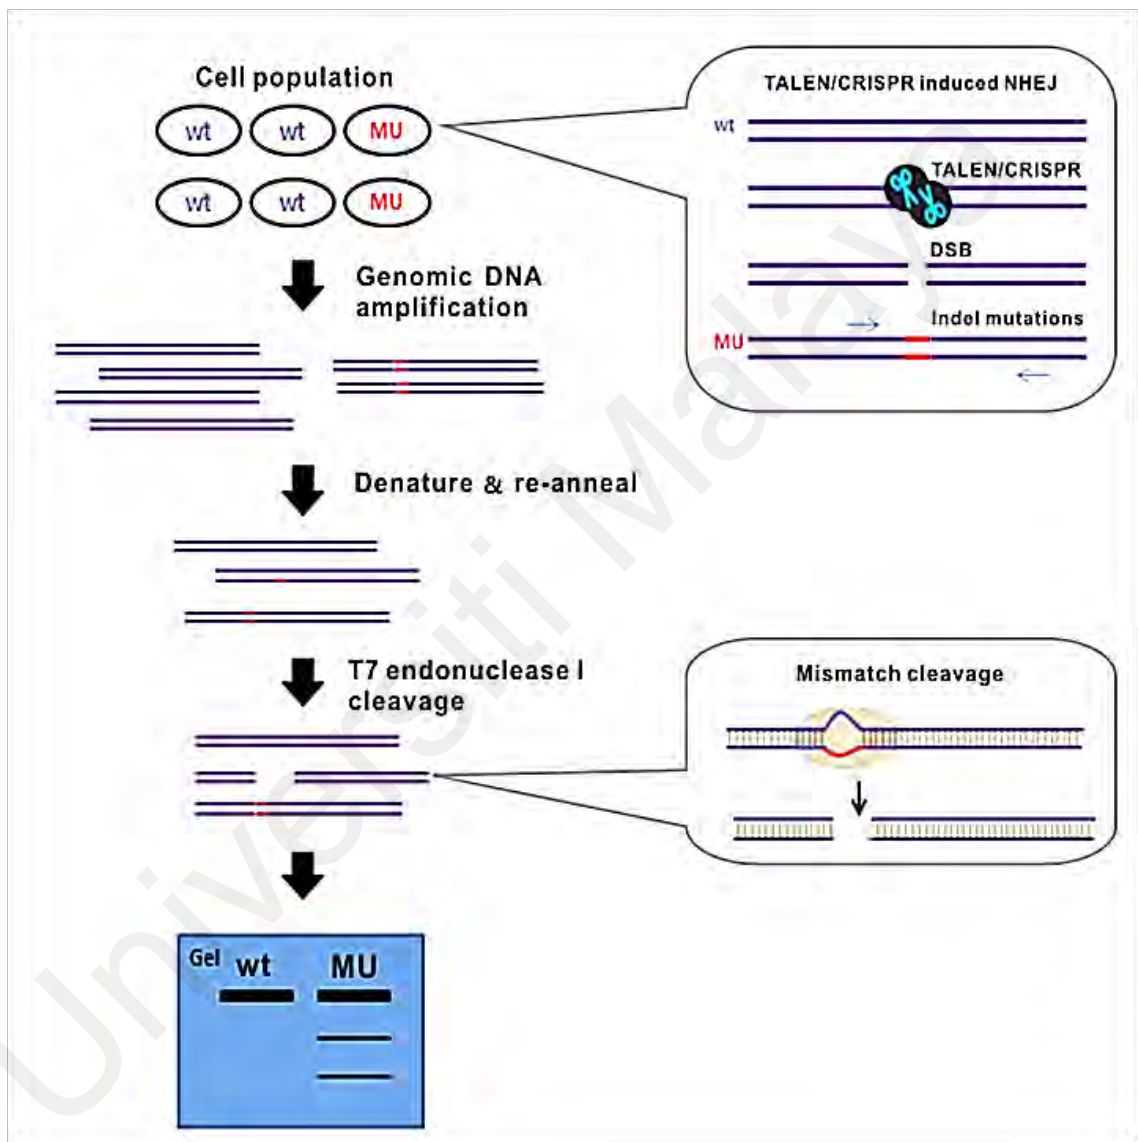 Cell population
wt wt MU
wt wt MU
TALEN/CRISPR induced NHEJ
wt
TALEN/CRISPR
DSB
Indel mutations
MU
Genomic DNA
amplification
Denature & re-anneal
T7 endonuclease I
cleavage
Mismatch cleavage
Gel wt MU
Universiti Malaya